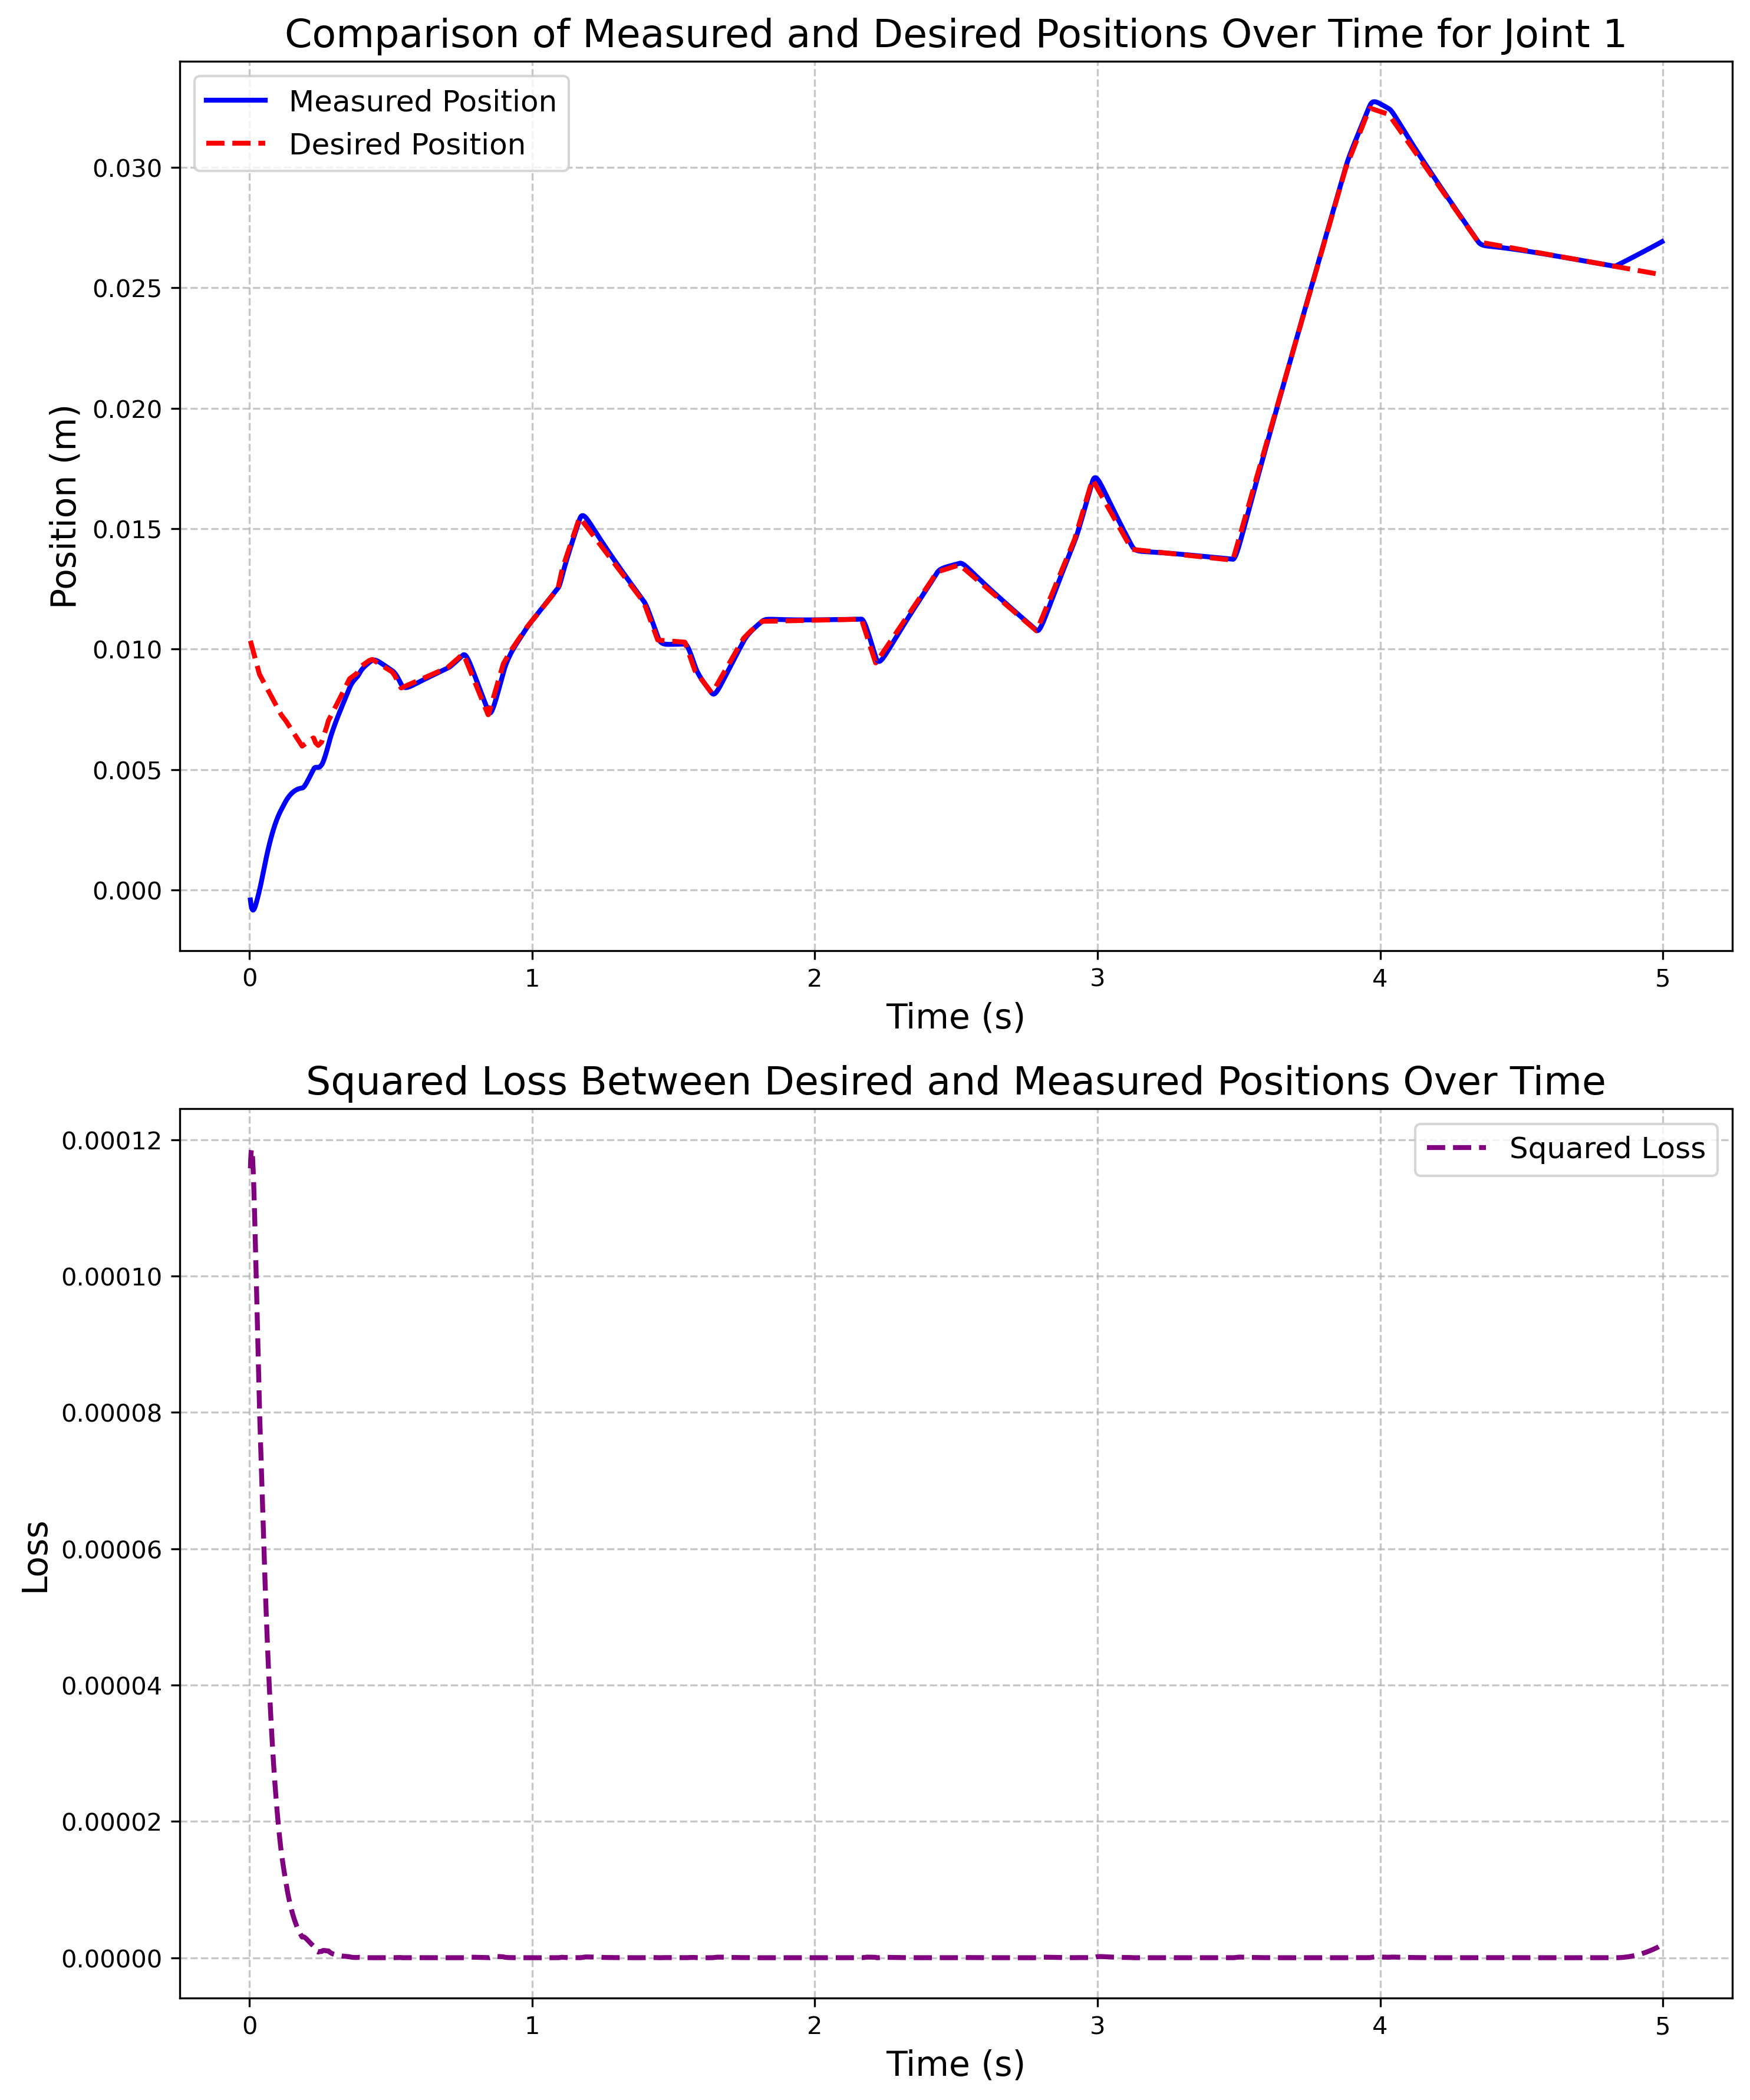 Comparison of Measured and Desired Positions Over Time for Joint 1
Measured Position
Desired Position
Position (m)
0.030
0.025
0.020
0.015
0.010
0.005
0.000
0 1 2 3 4 5
Time (s)
Squared Loss Between Desired and Measured Positions Over Time
Squared Loss
Loss
0.00012
0.00010
0.00008
0.00006
0.00004
0.00002
0.00000
0 1 2 3 4 5
Time (s)